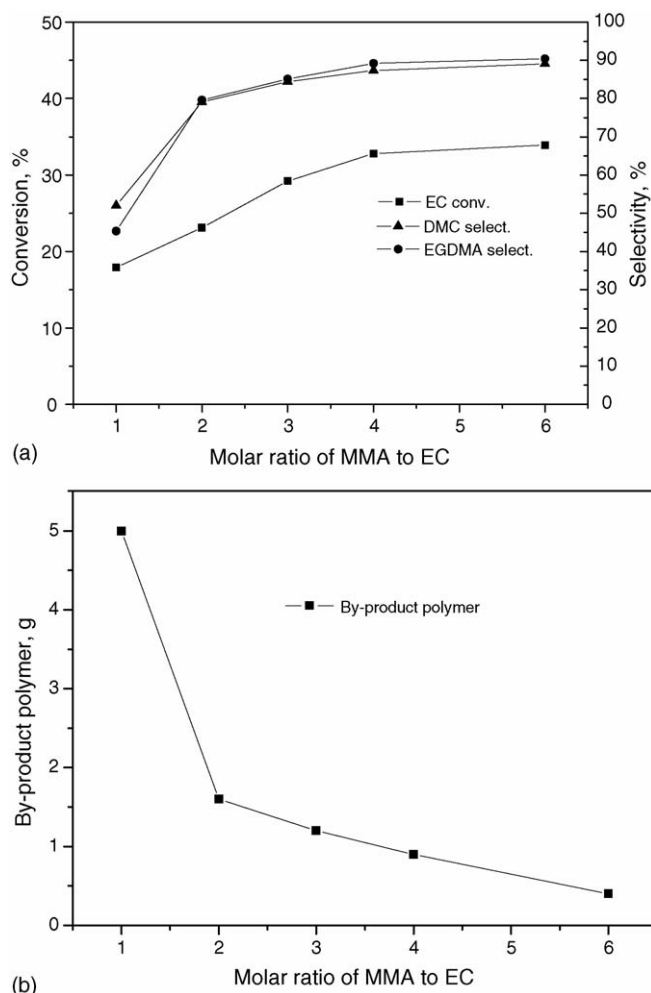 50
40
30
20
10
0
Conversion, %
100
90
80
70
60
50
40
30
20
10
0
Selectivity, %
EC conv.
DMC select.
EGDMA select.
1 2 3 4 5 6
(a)
Molar ratio of MMA to EC
5
4
3
2
1
0
By-product polymer, g
By-product polymer
1 2 3 4 5 6
Molar ratio of MMA to EC
(b)